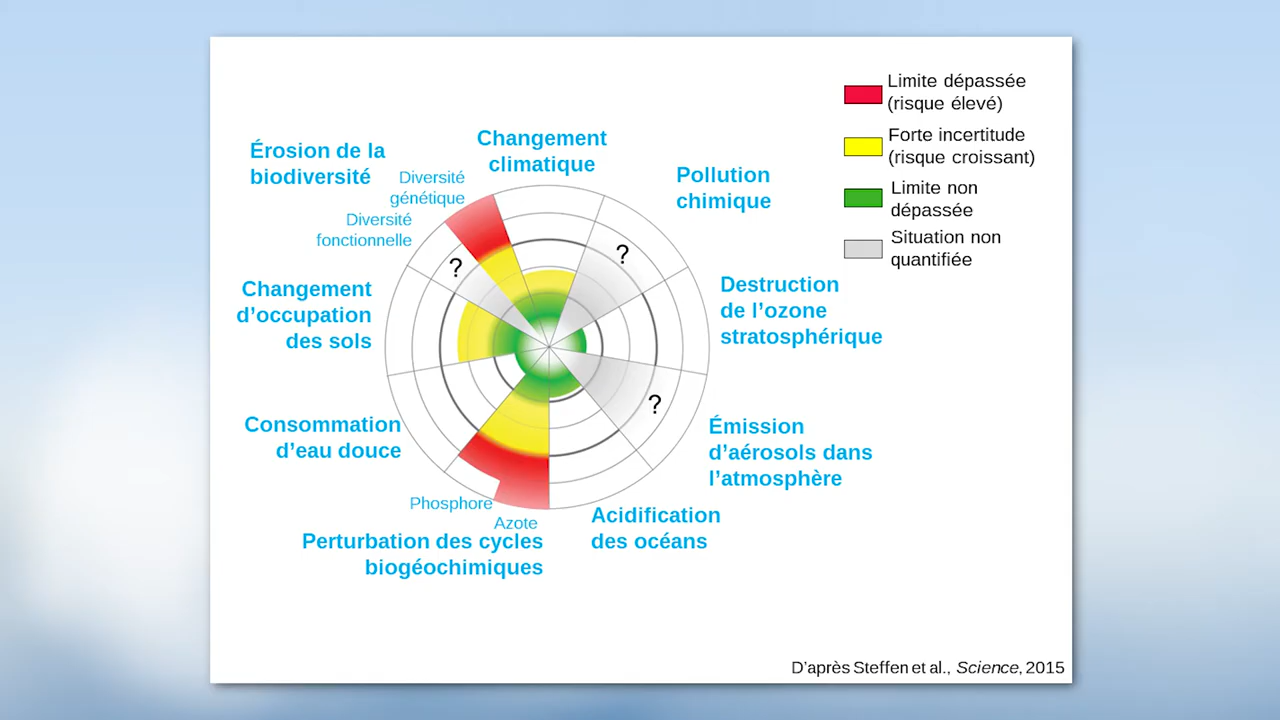 Limite dépassée
(risque élevé)
Forte incertitude
(risque croissant)
Limite non
dépassée
Situation non
quantifiée
Changement
climatique
Érosion de la
biodiversité
Diversité
génétique
Diversité
fonctionnelle
Pollution
chimique
?
?
Changement
d’occupation
des sols
Destruction
de l’ozone
stratosphérique
?
Consommation
d’eau douce
Émission
d’aérosols dans
l’atmosphère
Phosphore
Azote
Perturbation des cycles
biogéochimiques
Acidification
des océans
D’après Steffen et al., Science, 2015